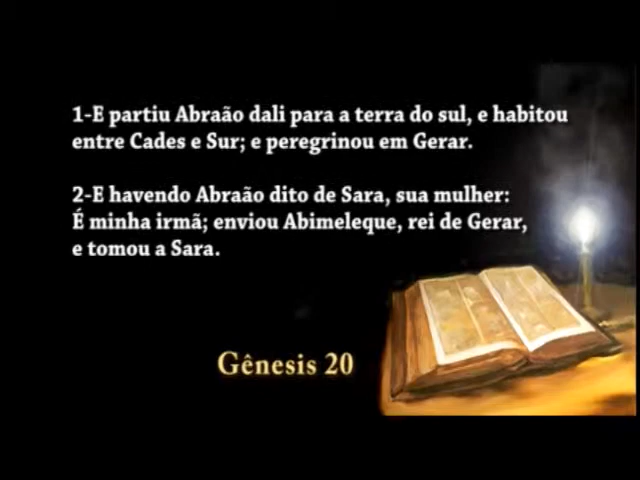 1-E partiu Abraão dali para a terra do sul, e habitou
entre Cades e Sur; e peregrinou em Gerar.
2-E havendo Abraão dito de Sara, sua mulher:
É minha irmã; enviou Abimeleque, rei de Gerar,
e tomou a Sara.
Gênesis 20